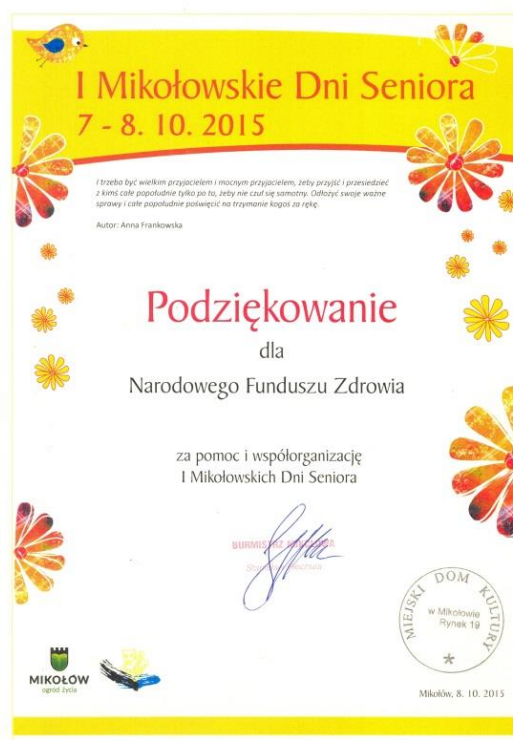 I Mikołowskie Dni Seniora
7 - 8. 10. 2015
I trzeba być wielkim przyjacielem i mocnym przyjacielem, żeby przyjść i przesiedzieć
z kimś całe popołudnie tylko po to, żeby nie czuł się samotny. Odłożyć swoje ważne
sprawy i całe popołudnie poświęcić na trzymanie kogoś za rękę.
Autor: Anna Frankowska
Podziękowanie
dla
Narodowego Funduszu Zdrowia
za pomoc i współorganizację
I Mikołowskich Dni Seniora
BURMISTRZ
MIEJSKI DOM KULTURY
w Mikołowie
Rynek 19
MIKOŁÓW
ogród życia
Mikołów, 8. 10. 2015